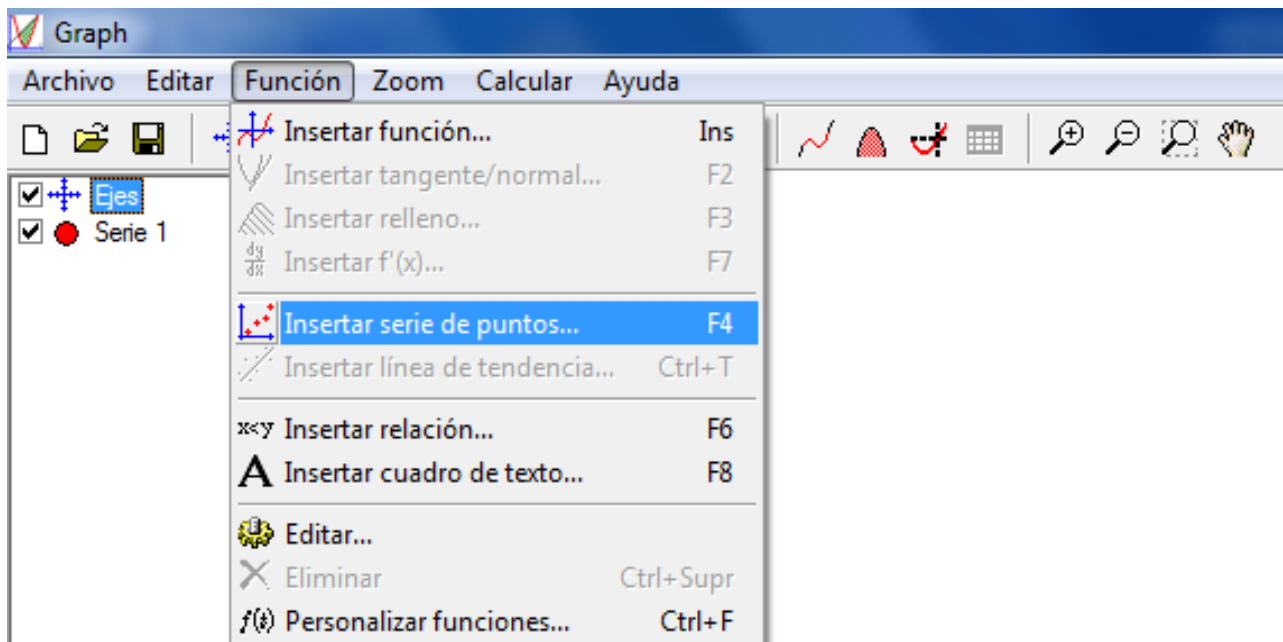 Graph
Archivo Editar Función Zoom Calcular Ayuda
Insertar función... Ins
Insertar tangente/normal... F2
Insertar relleno... F3
dy
dx Insertar f'(x)... F7
Insertar serie de puntos... F4
Insertar línea de tendencia... Ctrl+T
x<y Insertar relación... F6
A Insertar cuadro de texto... F8
Editar...
Eliminar Ctrl+Supr
f(x) Personalizar funciones... Ctrl+F
Ejes
Serie 1